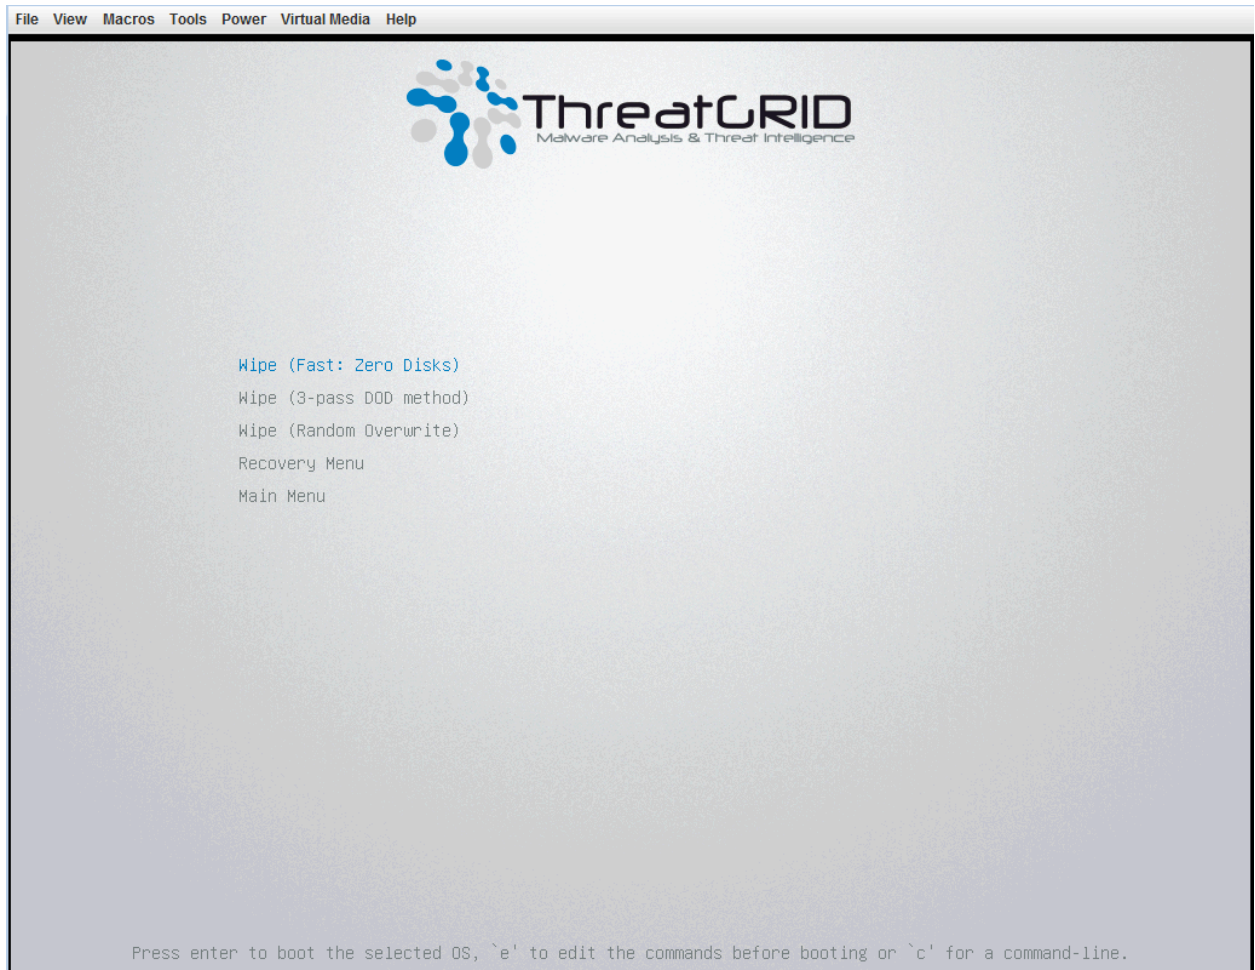 File View Macros Tools Power Virtual Media Help
ThreatGRID
Malware Analysis & Threat Intelligence
Wipe (Fast: Zero Disks)
Wipe (3-pass DOD method)
Wipe (Random Overwrite)
Recovery Menu
Main Menu
Press enter to boot the selected OS, `e' to edit the commands before booting or `c' for a command-line.